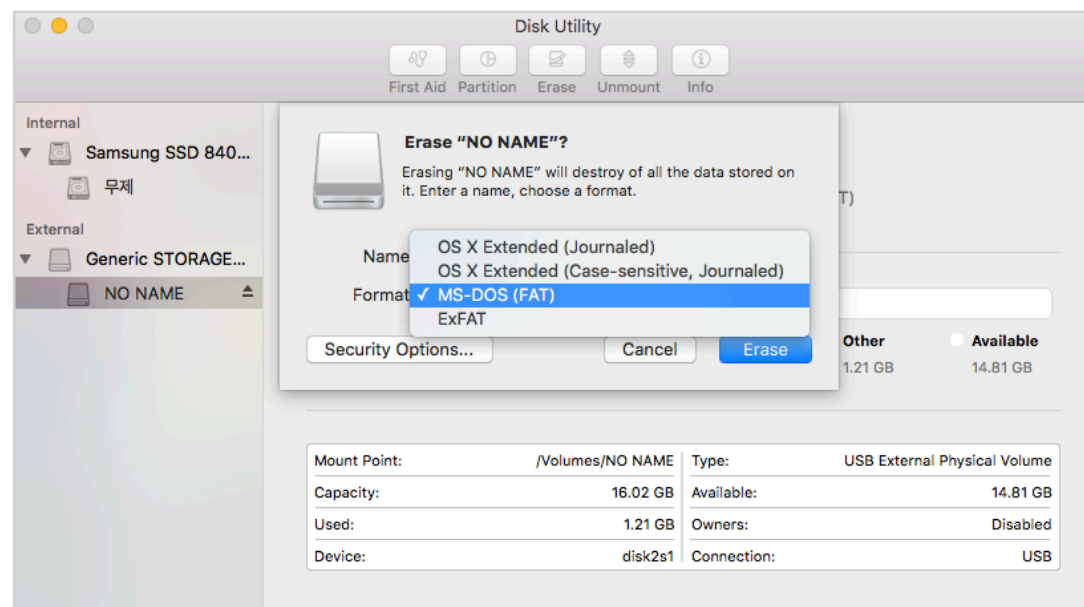 Disk Utility
First Aid Partition Erase Unmount Info
Internal
Samsung SSD 840...
무제
External
Generic STORAGE...
NO NAME
Erase “NO NAME”?
Erasing “NO NAME” will destroy of all the data stored on
it. Enter a name, choose a format.
T)
Name
Format
OS X Extended (Journaled)
OS X Extended (Case-sensitive, Journaled)
✓ MS-DOS (FAT)
ExFAT
Security Options... Cancel Erase
Other Available
1.21 GB 14.81 GB
Mount Point: /Volumes/NO NAME Type: USB External Physical Volume
Capacity: 16.02 GB Available: 14.81 GB
Used: 1.21 GB Owners: Disabled
Device: disk2s1 Connection: USB